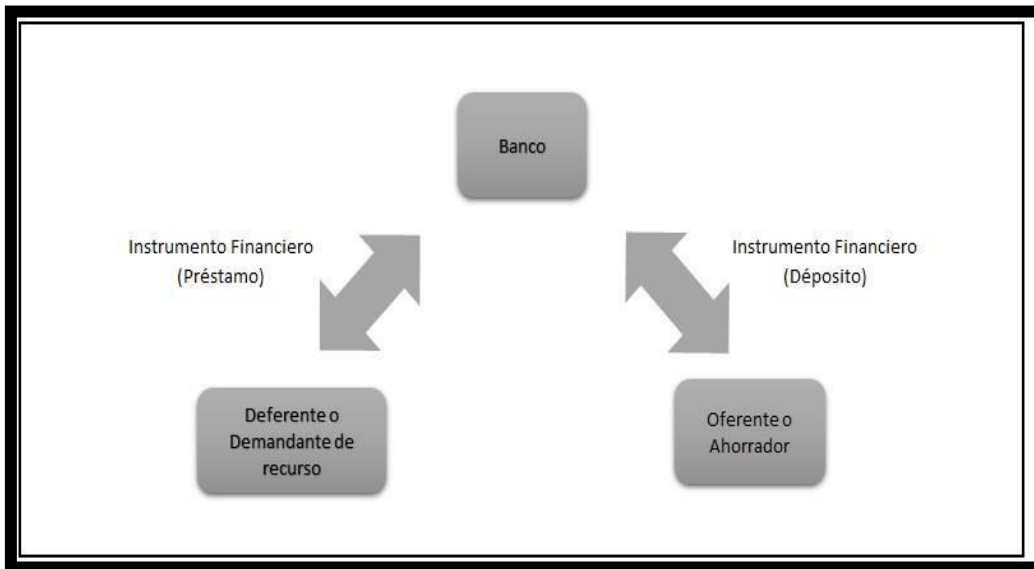 Banco
Instrumento Financiero
(Préstamo)
Instrumento Financiero
(Déposito)
Deferente o
Demandante de
recurso
Oferente o
Ahorrador